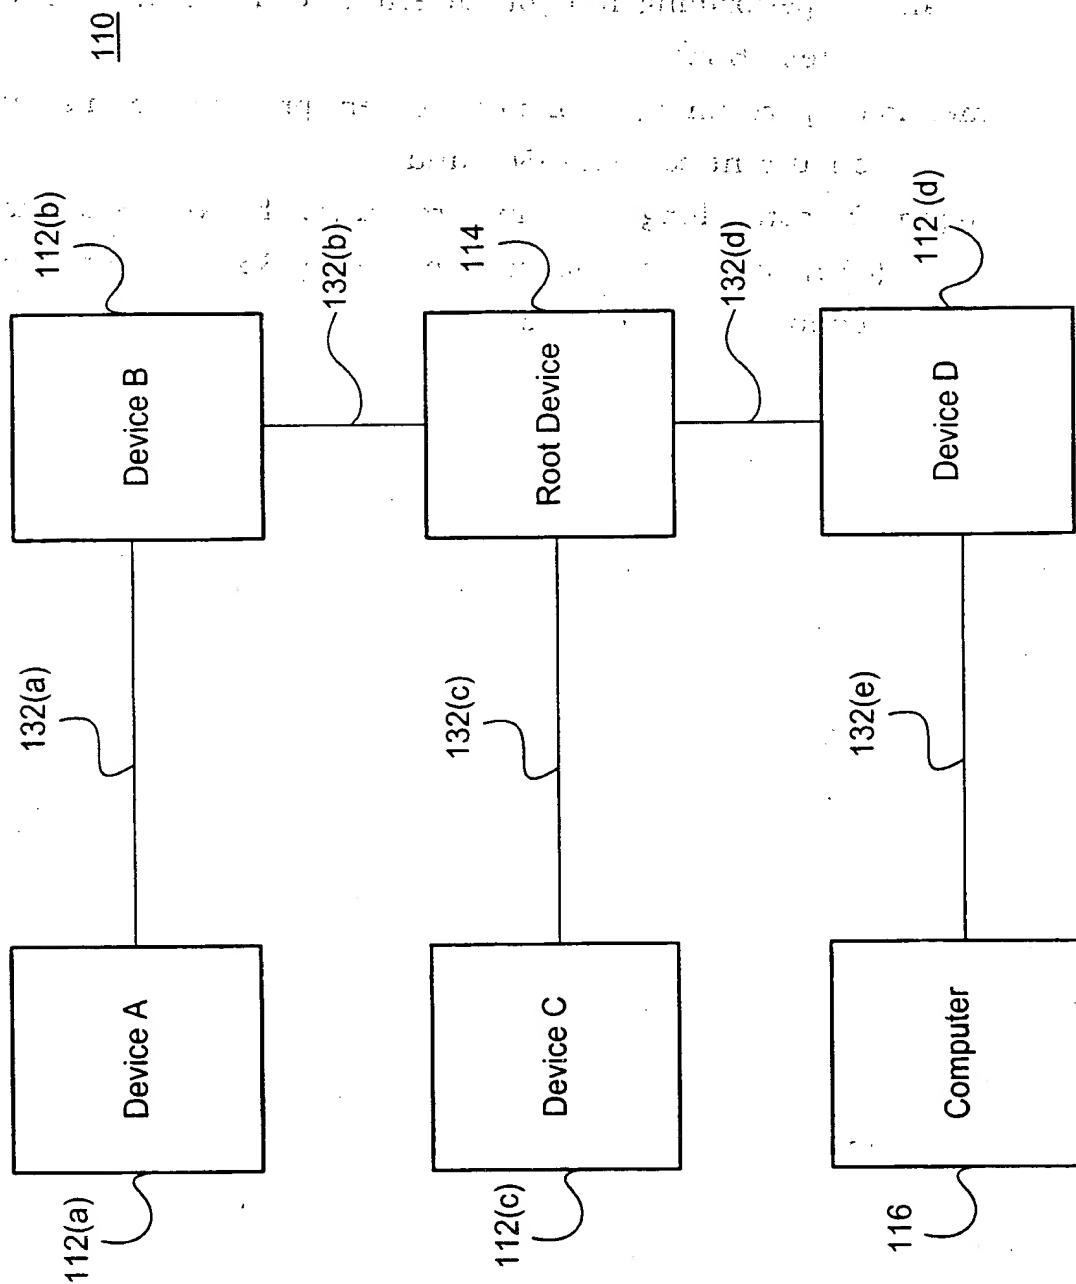 110
112(b)
132(b)
114
132(d)
112 (d)
Device B
Root Device
Device D
132(a)
132(c)
132(e)
Device A
Device C
Computer
112(a)
112(c)
116